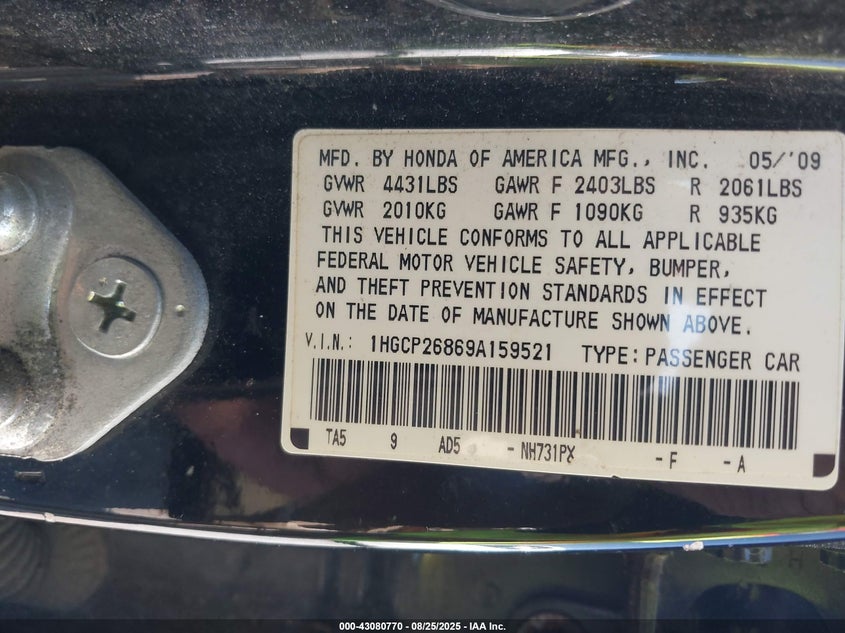 MFD. BY HONDA OF AMERICA MFG., INC. 05/'09
GVWR 4431LBS GAWR F 2403LBS R 2061LBS
GVWR 2010KG GAWR F 1090KG R 935KG
THIS VEHICLE CONFORMS TO ALL APPLICABLE
FEDERAL MOTOR VEHICLE SAFETY, BUMPER,
AND THEFT PREVENTION STANDARDS IN EFFECT
ON THE DATE OF MANUFACTURE SHOWN ABOVE.
V.I.N.: 1HGCP26869A159521 TYPE: PASSENGER CAR
TA5 9 AD5 - NH731PX - F - A
000-43080770 - 08/25/2025 - IAA Inc.